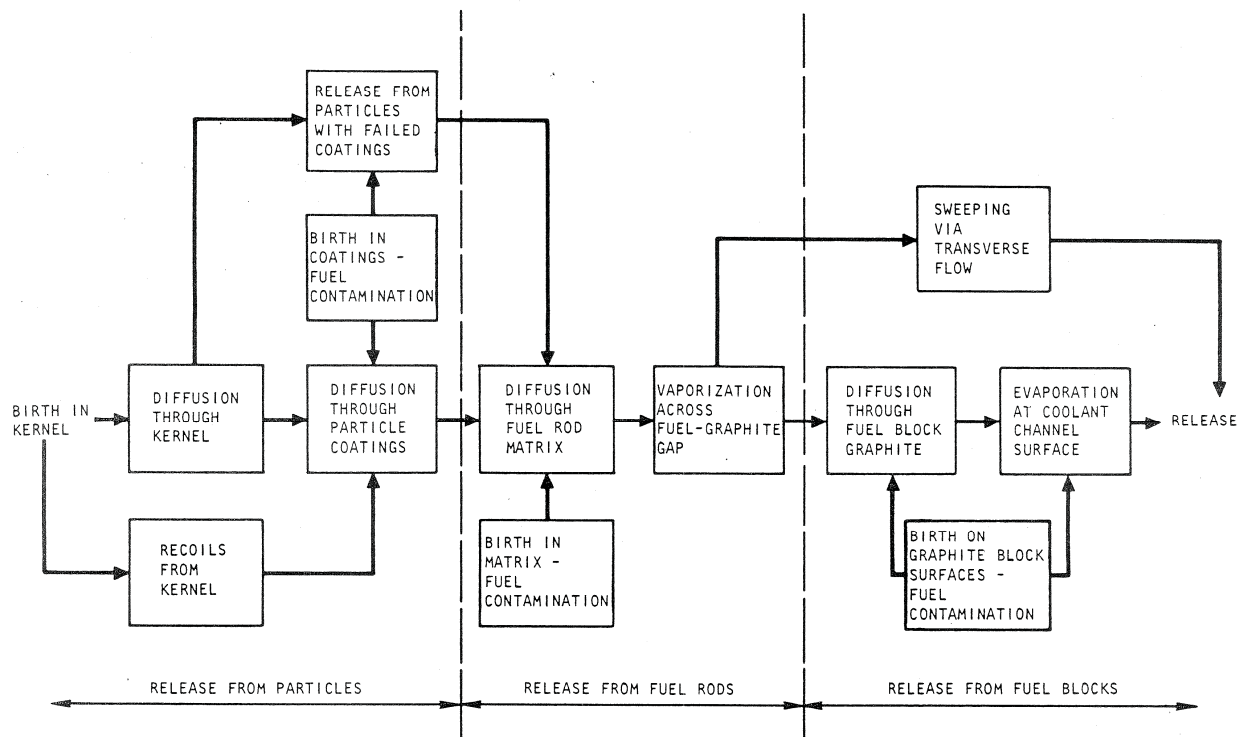 RELEASE FROM
PARTICLES
WITH FAILED
COATINGS
BIRTH IN
COATINGS -
FUEL
CONTAMINATION
SWEEPING
VIA
TRANSVERSE
FLOW
BIRTH IN
KERNEL
DIFFUSION
THROUGH
KERNEL
DIFFUSION
THROUGH
PARTICLE
COATINGS
DIFFUSION
THROUGH
FUEL ROD
MATRIX
VAPORIZATION
ACROSS
FUEL-GRAPHITE
GAP
DIFFUSION
THROUGH
FUEL BLOCK
GRAPHITE
EVAPORATION
AT COOLANT
CHANNEL
SURFACE
RELEASE
RECOILS
FROM
KERNEL
BIRTH IN
MATRIX -
FUEL
CONTAMINATION
BIRTH ON
GRAPHITE BLOCK
SURFACES -
FUEL
CONTAMINATION
RELEASE FROM PARTICLES
RELEASE FROM FUEL RODS
RELEASE FROM FUEL BLOCKS